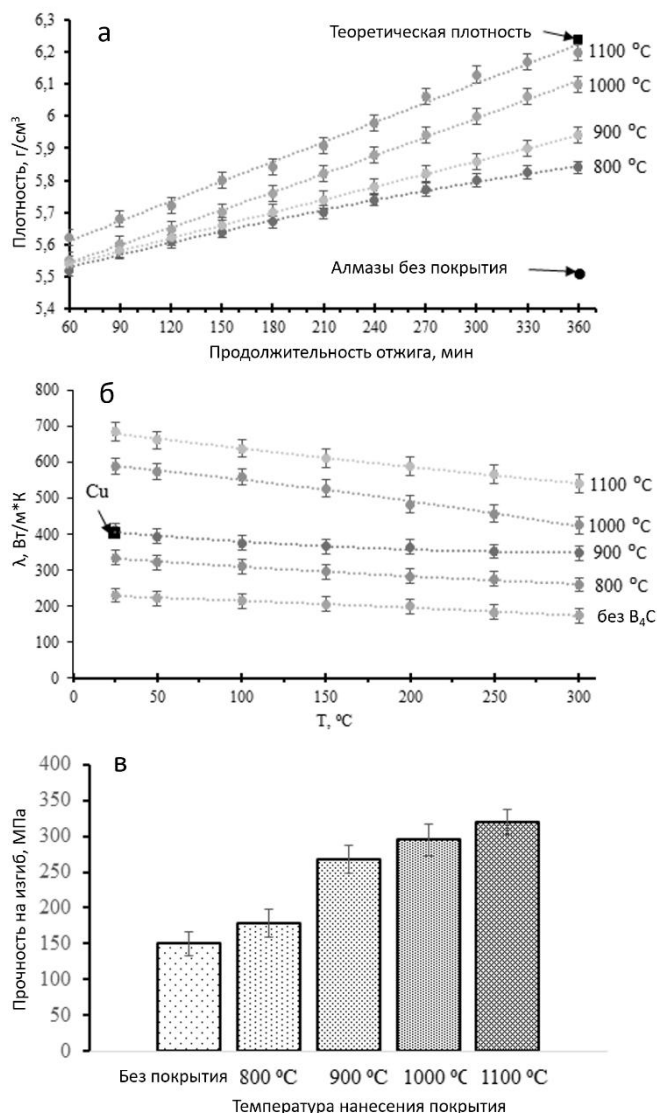 а
Плотность, г/см³
6,3
6,2
6,1
6
5,9
5,8
5,7
5,6
5,5
5,4
Теоретическая плотность
1100 °C
1000 °C
900 °C
800 °C
Алмазы без покрытия
60 90 120 150 180 210 240 270 300 330 360
Продолжительность отжига, мин
б
λ, Вт/м*К
800
700
600
500
400
300
200
100
0
Cu
1100 °C
1000 °C
900 °C
800 °C
без B₄C
0 50 100 150 200 250 300
T, °C
в
Прочность на изгиб, МПа
400
350
300
250
200
150
100
50
0
Без покрытия 800 °C 900 °C 1000 °C 1100 °C
Температура нанесения покрытия